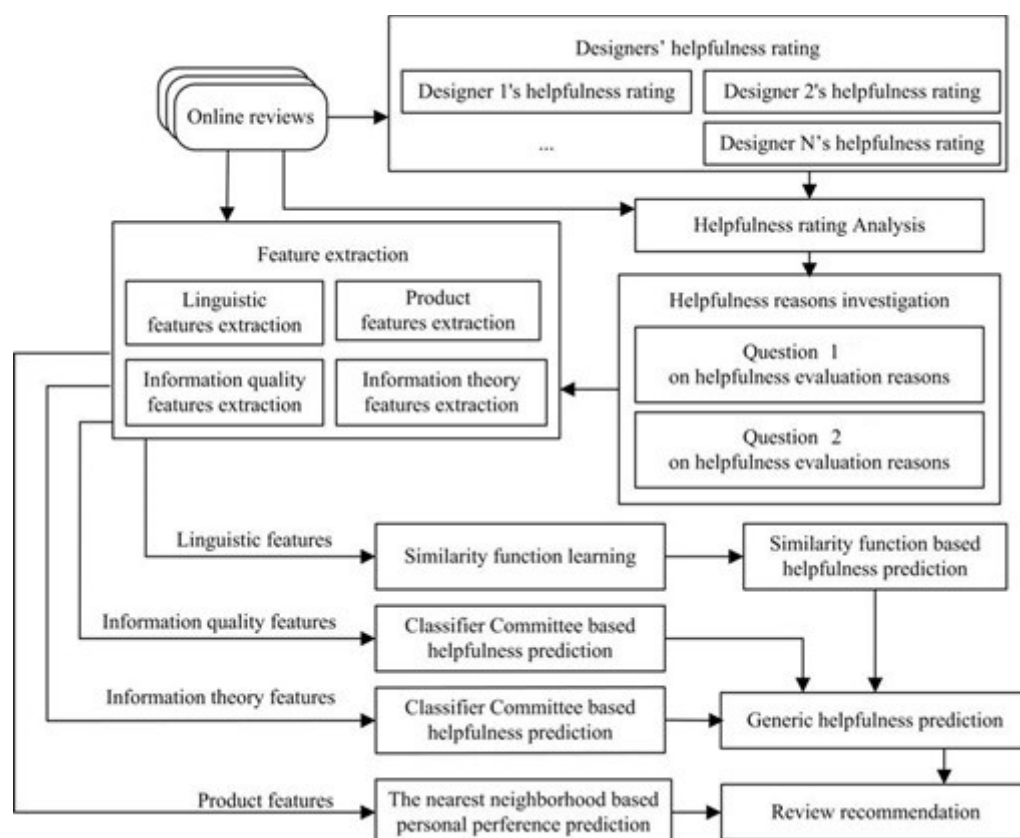 Designers' helpfulness rating
Designer 1's helpfulness rating
Designer 2's helpfulness rating
Online reviews
...
Designer N's helpfulness rating
Helpfulness rating Analysis
Feature extraction
Linguistic
features extraction
Product
features extraction
Information quality
features extraction
Information theory
features extraction
Helpfulness reasons investigation
Question 1
on helpfulness evaluation reasons
Question 2
on helpfulness evaluation reasons
Linguistic features
Similarity function learning
Similarity function based
helpfulness prediction
Information quality features
Classifier Committee based
helpfulness prediction
Information theory features
Classifier Committee based
helpfulness prediction
Generic helpfulness prediction
Product features
The nearest neighborhood based
personal perference prediction
Review recommendation